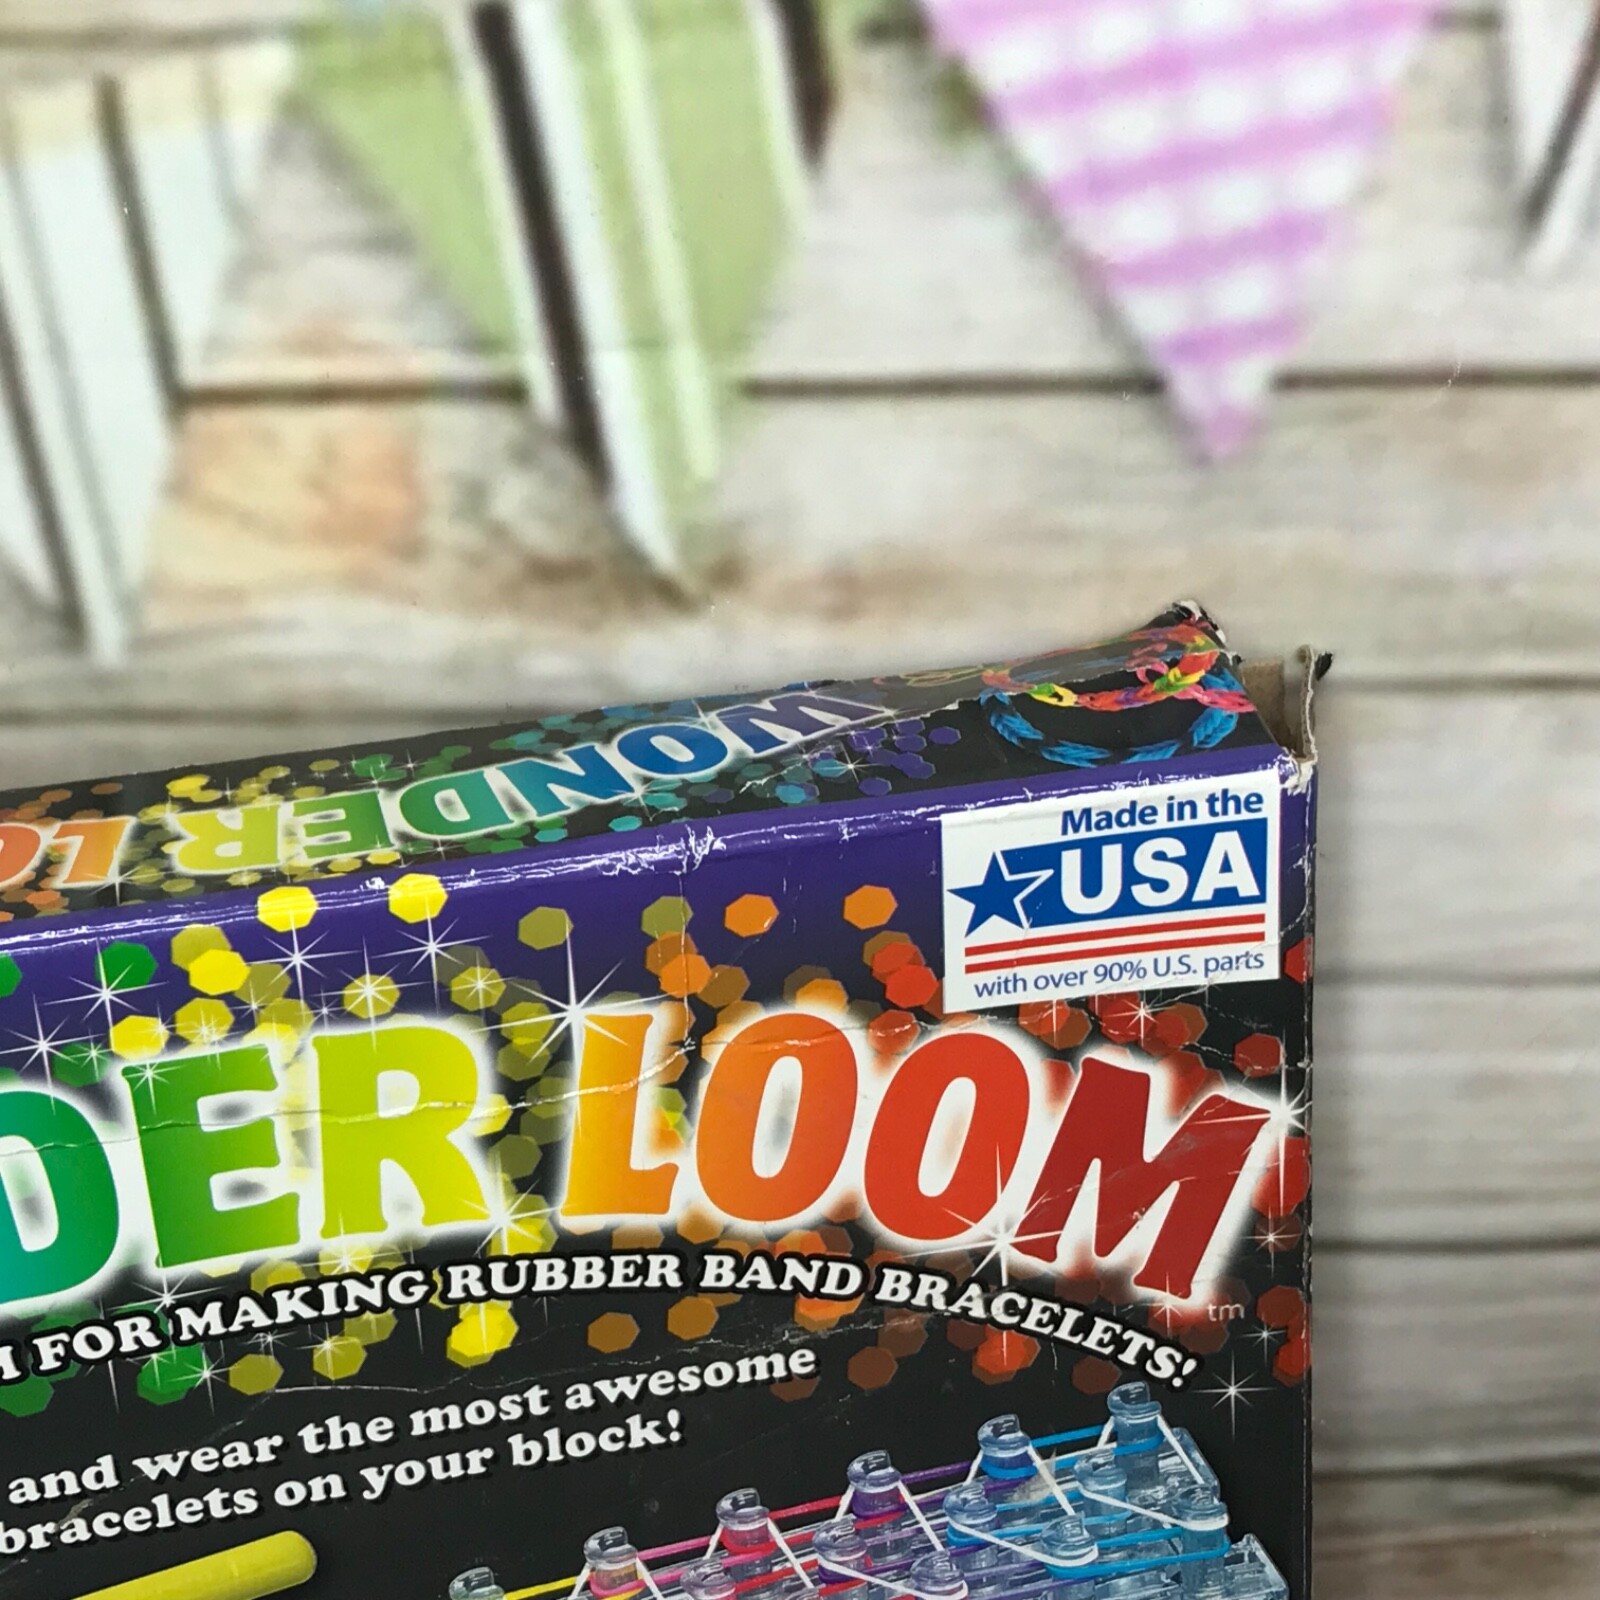 WONDER LO
Made in the
USA
with over 90% U.S. parts
DER LOOM
tm
FOR MAKING RUBBER BAND BRACELETS!
and wear the most awesome
bracelets on your block!